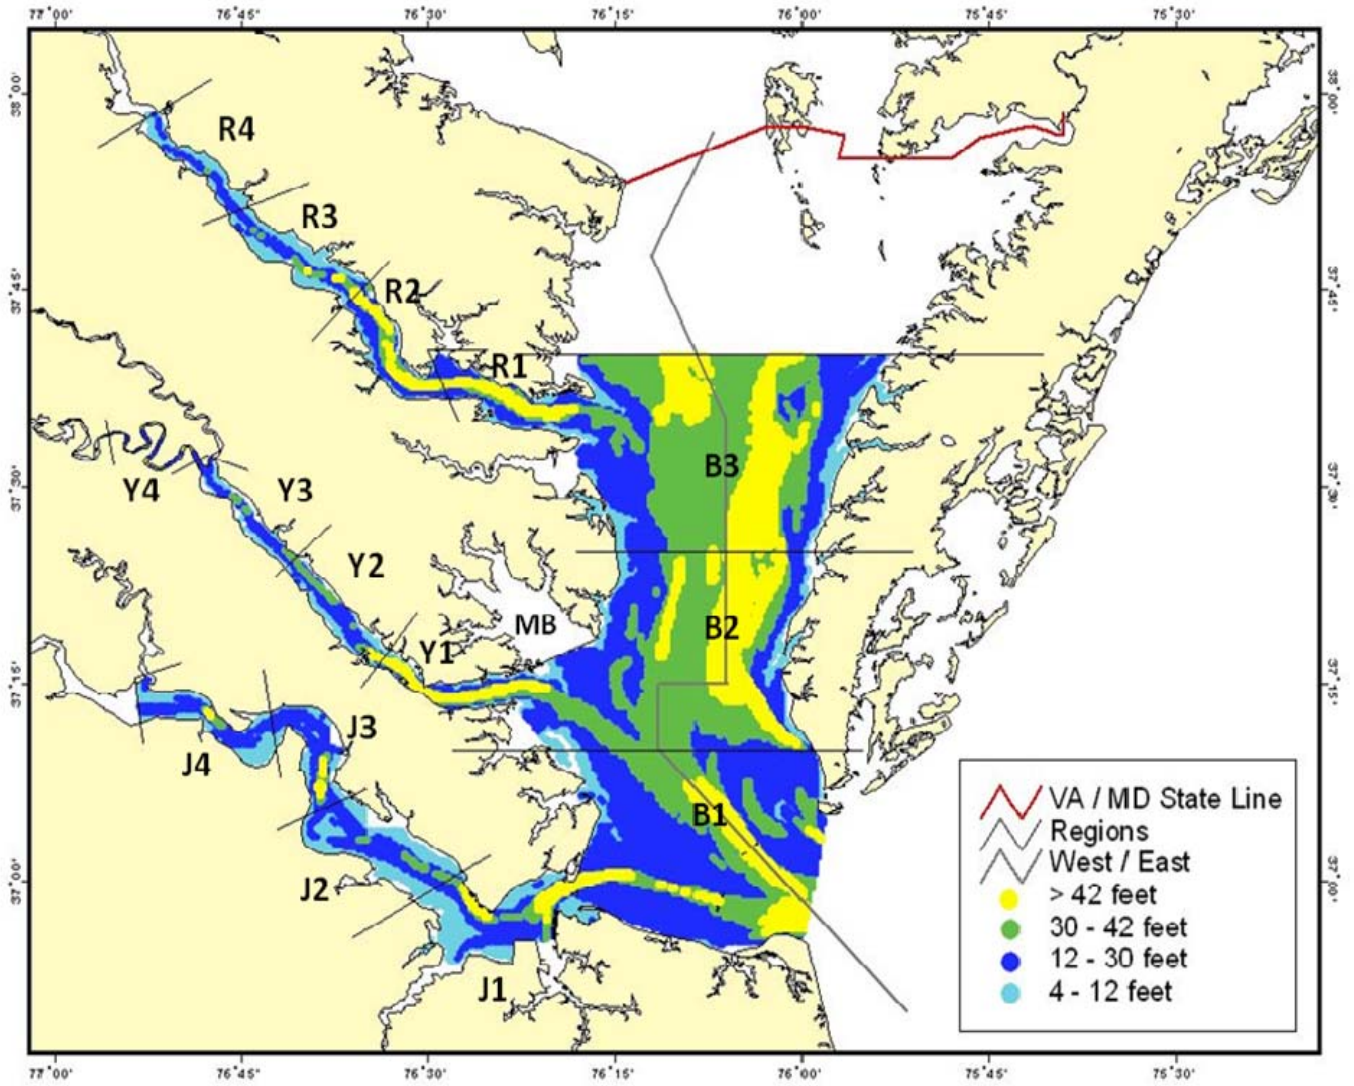 77°00' 76°45' 76°30' 76°15' 76°00' 75°45' 75°30'
38°00' 38°00'
R4
R3
37°45' R2 37°45'
R1
B3
Y4 Y3 37°30' 37°30'
Y2
MB B2
Y1
37°15' 37°15'
J3
J4
B1
J2
37°00' 37°00'
J1
VA / MD State Line
Regions
West / East
> 42 feet
30 - 42 feet
12 - 30 feet
4 - 12 feet
77°00' 76°45' 76°30' 76°15' 76°00' 75°45' 75°30'